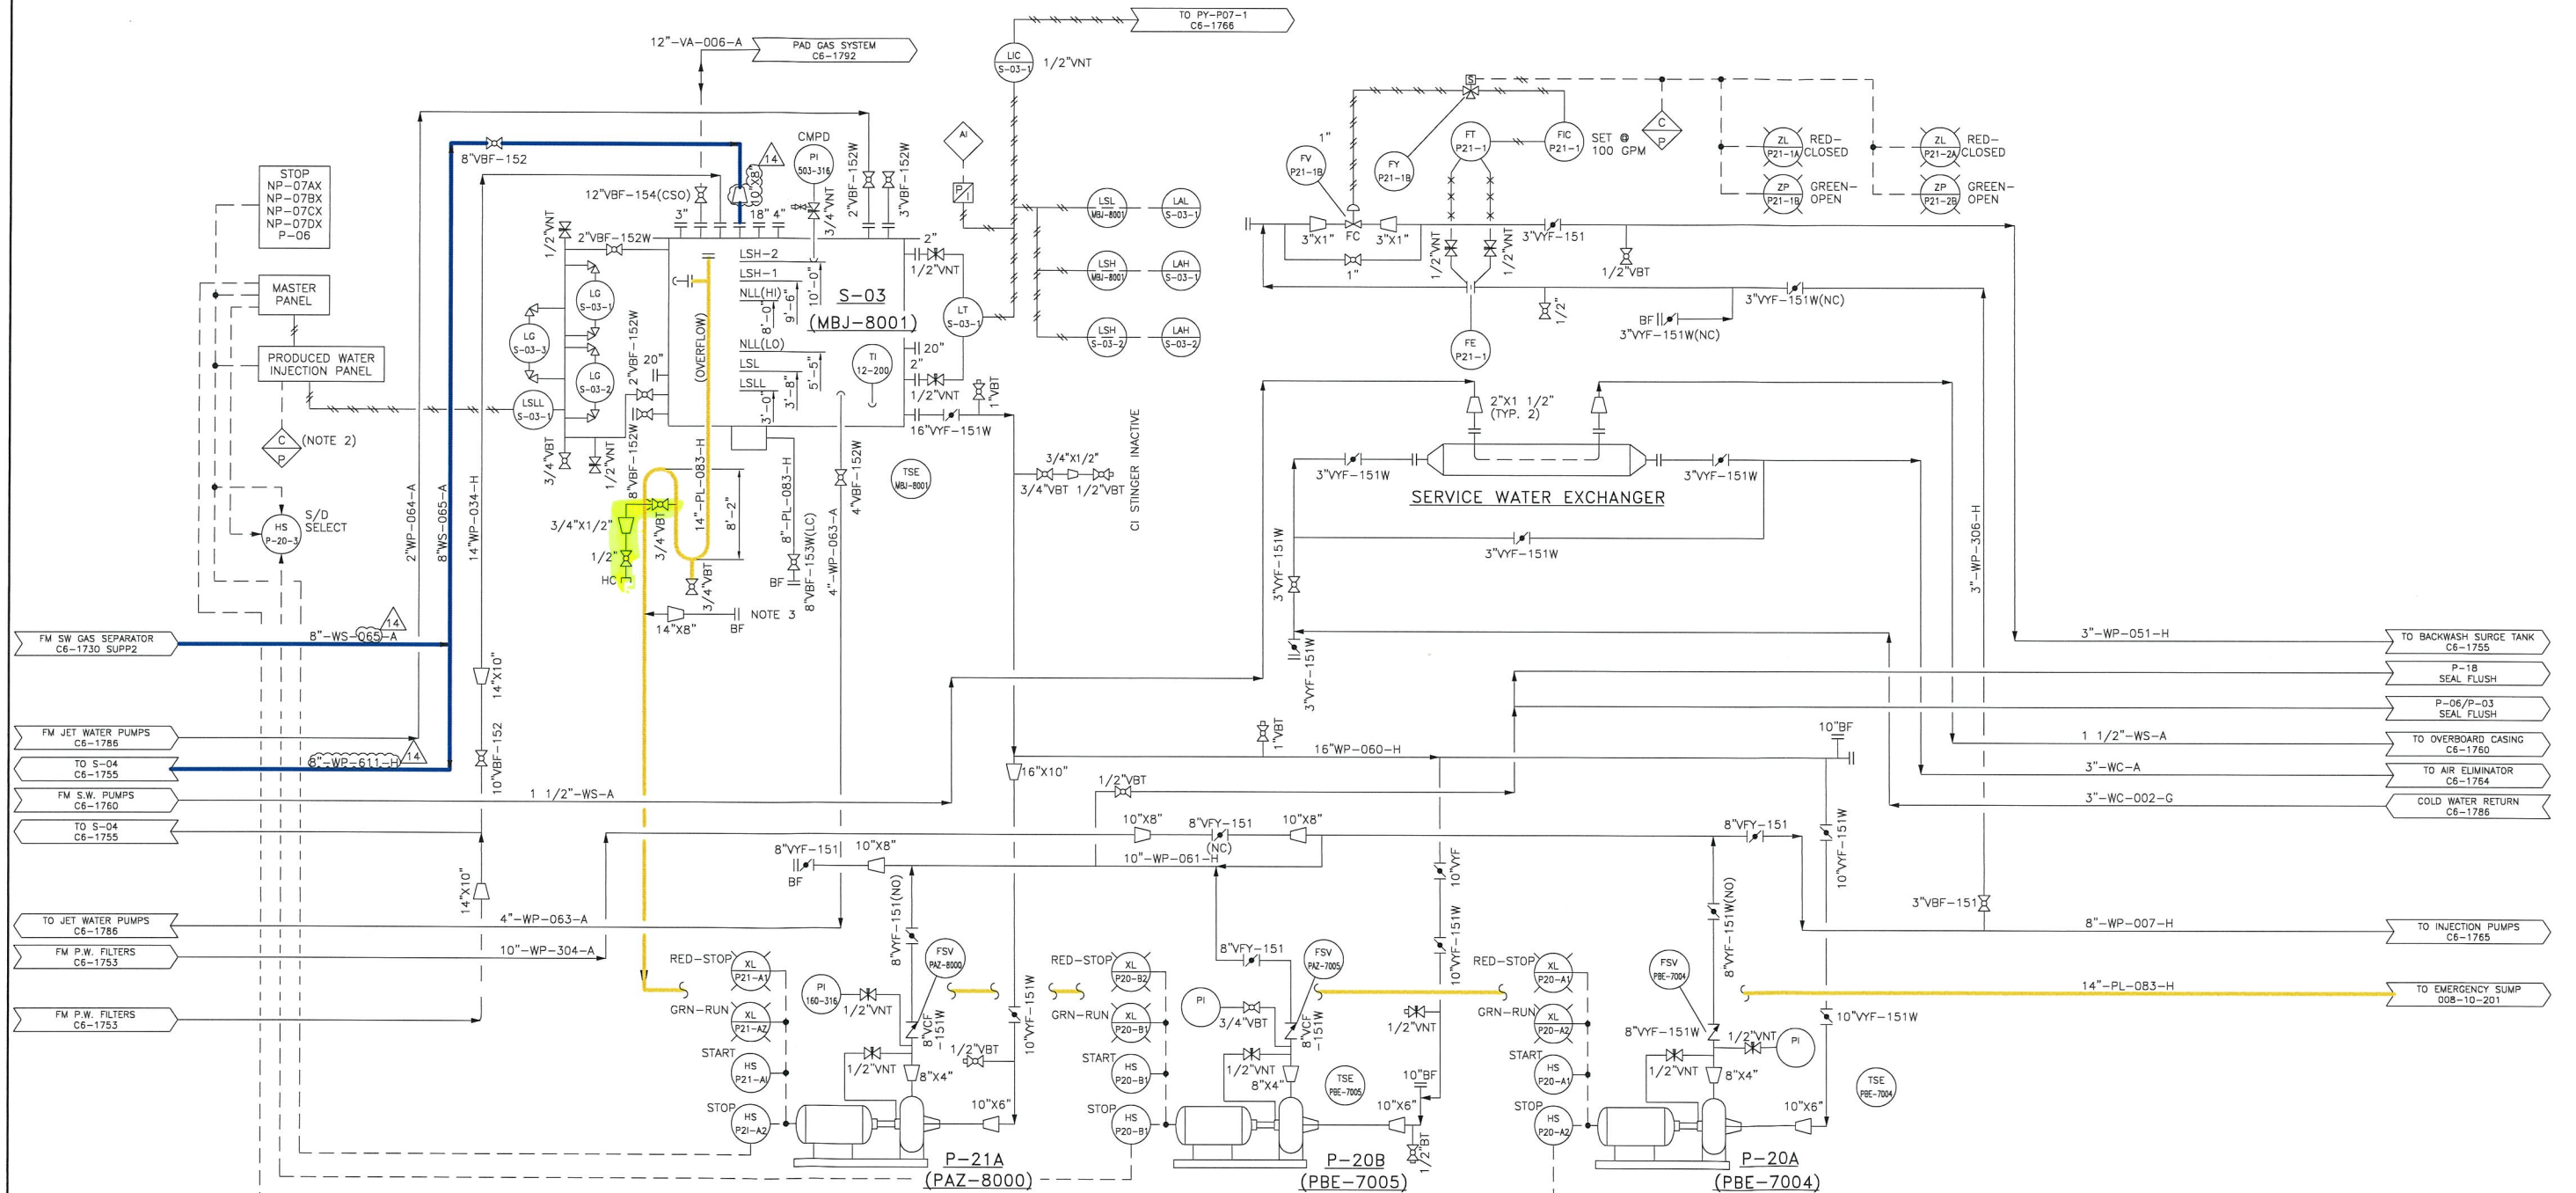 TO PY-P07-1
C6-1766
12"-VA-006-A
PAD GAS SYSTEM
C6-1792
LIC
S-03-1
1/2"VNT
S
8"VBF-152
STOP
NP-07AX
NP-07BX
NP-07CX
NP-07DX
P-06
MASTER
PANEL
PRODUCED WATER
INJECTION PANEL
C
P
(NOTE 2)
HS
P-20-3
S/D
SELECT
2"WP-064-A
8"WS-065-A
14"WP-034-H
12"VBF-154(CSO)
10"X8"
14
CMPD
PI
503-316
3/4"VNT
2"VBF-152W
3"VBF-152W
3"
18"
4"
1/2"VNT
2"VBF-152W
LG
S-03-1
LG
S-03-3
LG
S-03-2
LSLL
S-03-1
2"VBF-152W
20"
3/4"VBT
1/2"VNT
8"VBF-152W
(OVERFLOW)
LSH-2
LSH-1
NLL(HI)
8'-0"
9'-6"
10'-0"
S-03
(MBJ-8001)
NLL(LO)
LSL
LSLL
3'-0"
3'-8"
5'-5"
TI
12-200
2"
1/2"VNT
LT
S-03-1
20"
2"
1/2"VNT
1"VBT
16"VYF-151W
AI
P
I
LSL
MBJ-8001
LAL
S-03-1
LSH
MBJ-8001
LAH
S-03-1
LSH
S-03-2
LAH
S-03-2
3/4"X1/2"
3/4"VBT
1/2"VBT
CI STINGER INACTIVE
TSE
MBJ-8001
3/4"X1/2"
1/2"
HC
3/4"VBT
14"-PL-083-H
8'-2"
3/4"VBT
8"-PL-083-H
BF
8"VBF-153W(LC)
4"-WP-063-A
4"VBF-152W
14"X8"
BF
NOTE 3
1"
FV
P21-1B
FY
P21-1B
FT
P21-1
FIC
P21-1
SET @
100 GPM
C
P
ZL
P21-1A
RED-
CLOSED
ZP
P21-1B
GREEN-
OPEN
ZL
P21-2A
RED-
CLOSED
ZP
P21-2B
GREEN-
OPEN
3"X1"
FC
3"X1"
1"
1/2"VNT
1/2"VNT
3"VYF-151
1/2"VBT
1/2"
3"VYF-151W(NC)
BF
3"VYF-151W(NC)
FE
P21-1
2"X1 1/2"
(TYP. 2)
3"VYF-151W
3"VYF-151W
SERVICE WATER EXCHANGER
3"VYF-151W
3"VYF-151W
3"VYF-151W
3"-WP-306-H
FM SW GAS SEPARATOR
C6-1730 SUPP2
8"-WS-065-A
14
14"X10"
10"VBF-152
FM JET WATER PUMPS
C6-1786
TO S-04
C6-1755
8"-WP-611-H
14
FM S.W. PUMPS
C6-1760
1 1/2"-WS-A
TO S-04
C6-1755
14"X10"
TO JET WATER PUMPS
C6-1786
4"-WP-063-A
FM P.W. FILTERS
C6-1753
10"-WP-304-A
FM P.W. FILTERS
C6-1753
3"-WP-051-H
TO BACKWASH SURGE TANK
C6-1755
P-18
SEAL FLUSH
P-06/P-03
SEAL FLUSH
1 1/2"-WS-A
TO OVERBOARD CASING
C6-1760
3"-WC-A
TO AIR ELIMINATOR
C6-1764
3"-WC-002-G
COLD WATER RETURN
C6-1786
8"-WP-007-H
TO INJECTION PUMPS
C6-1765
14"-PL-083-H
TO EMERGENCY SUMP
008-10-201
1"VBT
16"WP-060-H
10"BF
16"X10"
1/2"VBT
10"X8"
8"VFY-151
(NC)
10"X8"
8"VYF-151
BF
10"X8"
10"-WP-061-H
8"VFY-151
10"VYF
10"VYF-151W
10"VYF-151W
3"VBF-151
8"VYF-151(NO)
8"VFY-151
8"VYF-151W(NO)
10"VYF-151W
10"VYF-151W
RED-STOP
XL
P21-A1
GRN-RUN
XL
P21-AZ
START
HS
P21-AI
STOP
HS
P2I-A2
PI
160-316
1/2"VNT
FSV
PAZ-8000
8"VCF
-151W
1/2"VNT
8"X4"
1/2"VBT
10"X6"
P-21A
(PAZ-8000)
RED-STOP
XL
P20-B2
GRN-RUN
XL
P20-B1
START
HS
P20-B1
STOP
HS
P20-B1
PI
3/4"VBT
FSV
PAZ-7005
8"VCF
-151W
1/2"VNT
8"X4"
TSE
PBE-7005
1/2"VNT
10"BF
10"X6"
1/2"BT
P-20B
(PBE-7005)
RED-STOP
XL
P20-A1
GRN-RUN
XL
P20-A2
START
HS
P20-A1
STOP
HS
P20-A2
FSV
PBE-7004
8"VYF-151W
1/2"VNT
PI
1/2"VNT
8"X4"
TSE
PBE-7004
10"X6"
P-20A
(PBE-7004)